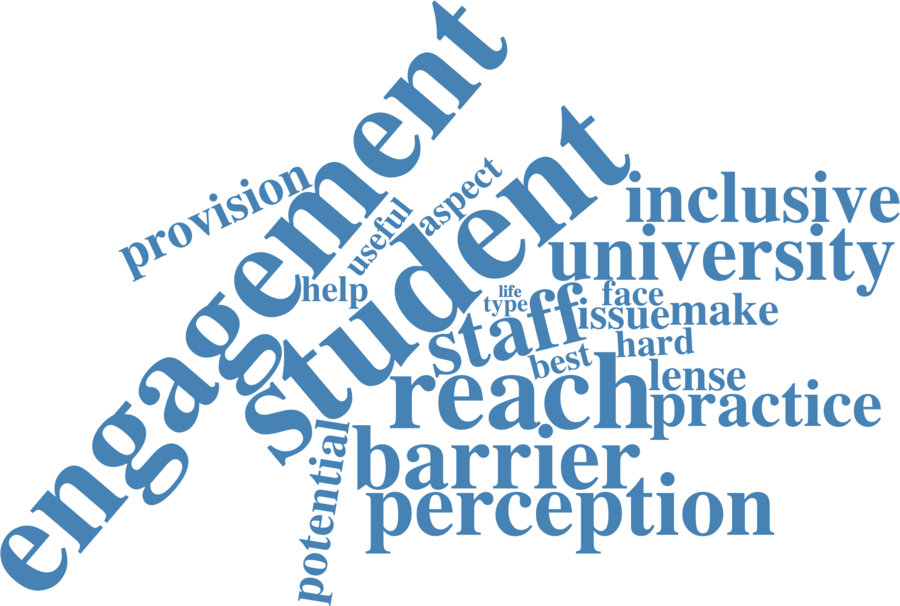 engagement
student
provision
useful
aspect
inclusive
university
help
life
type
staff
face
issue
make
hard
best
reach
lense
practice
potential
barrier
perception